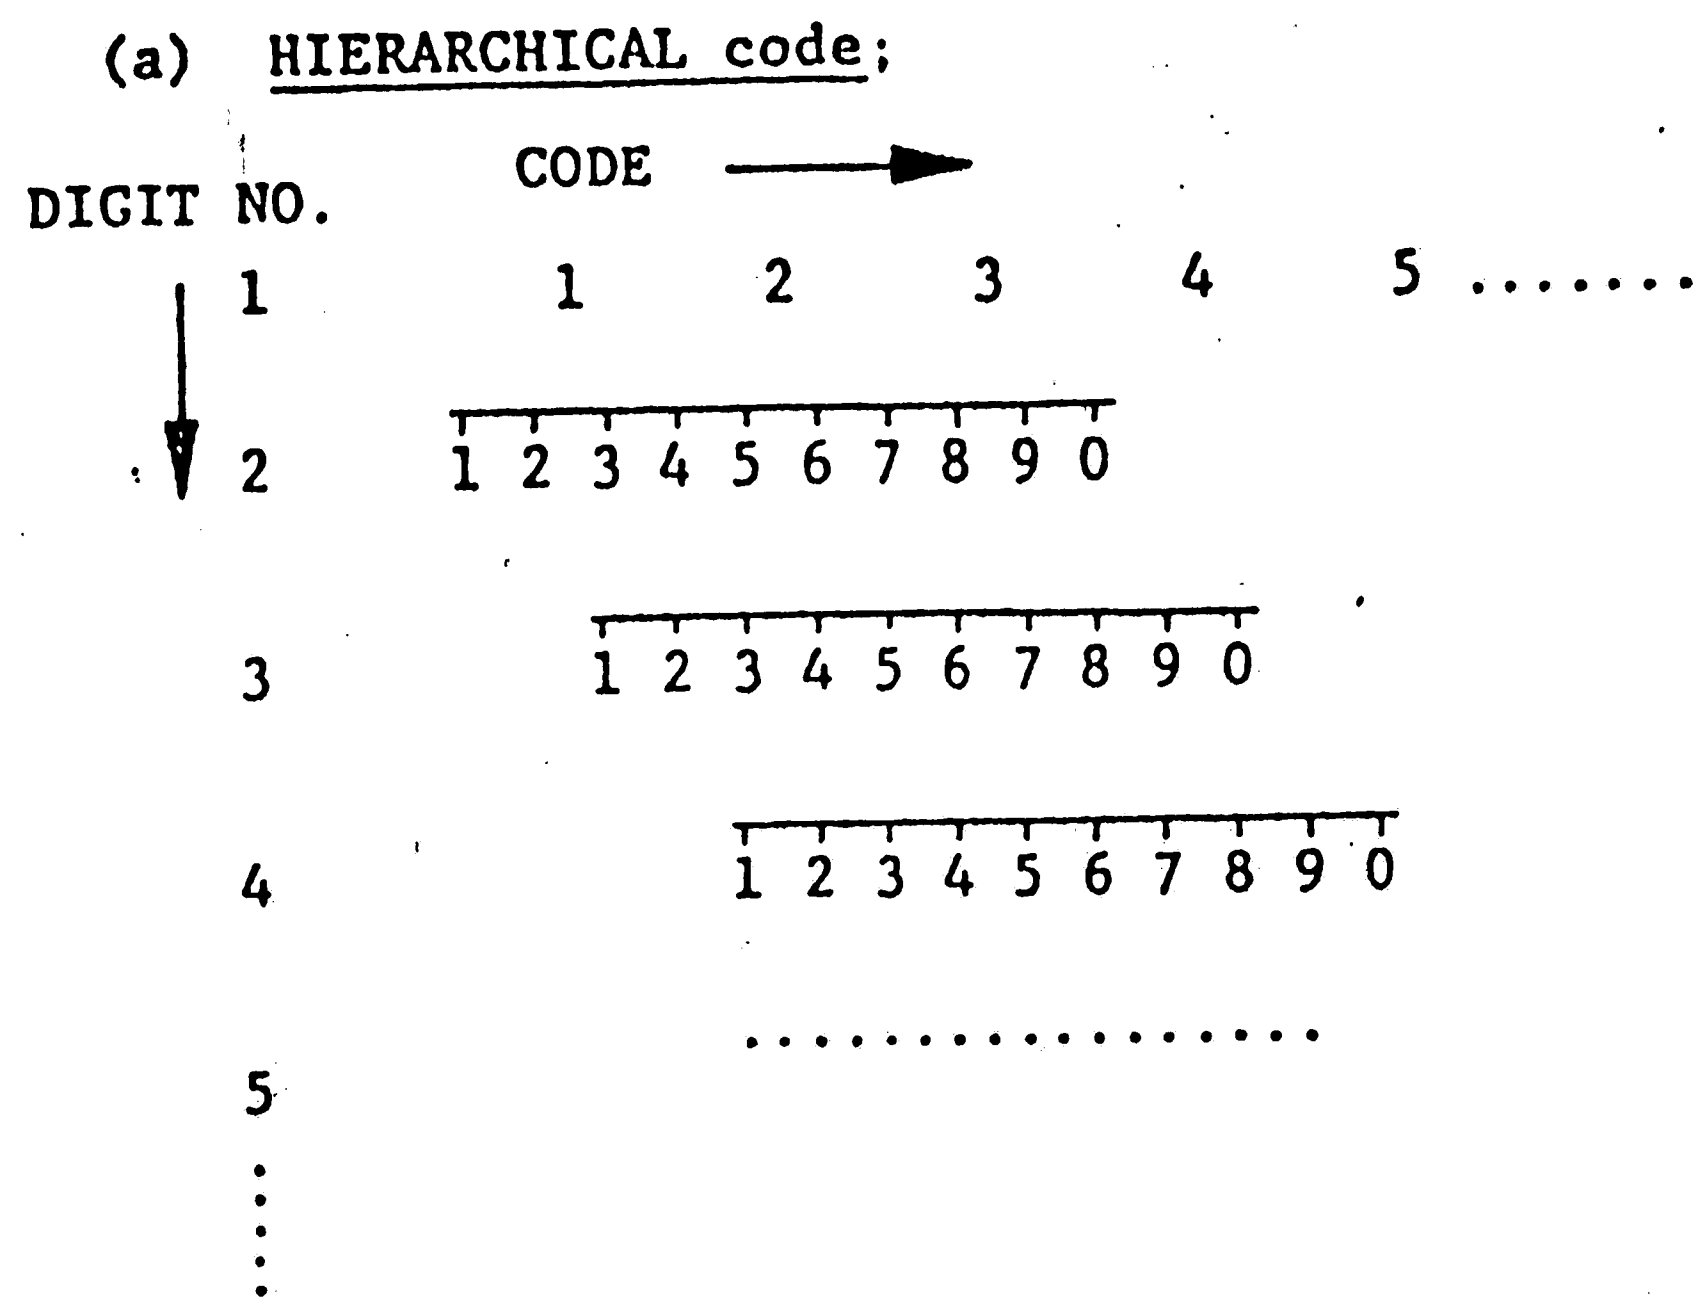 (a) HIERARCHICAL code;
CODE
DIGIT NO.
1 1 2 3 4 5 .......
2 1 2 3 4 5 6 7 8 9 0
3 1 2 3 4 5 6 7 8 9 0
4 1 2 3 4 5 6 7 8 9 0
.................
5
.....